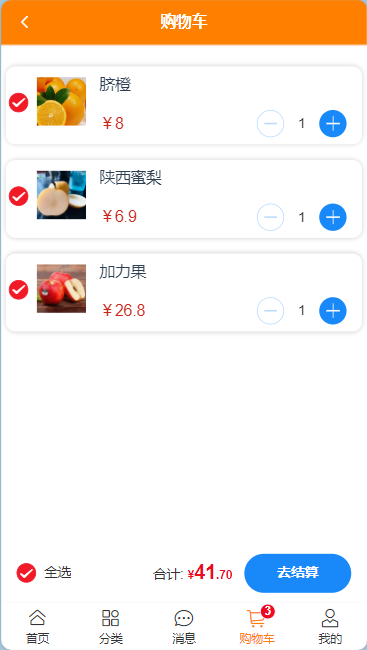 购物车
脐橙
￥8
1
陕西蜜梨
￥6.9
1
加力果
￥26.8
1
全选 合计: ¥41.70 去结算
3
首页 分类 消息 购物车 我的